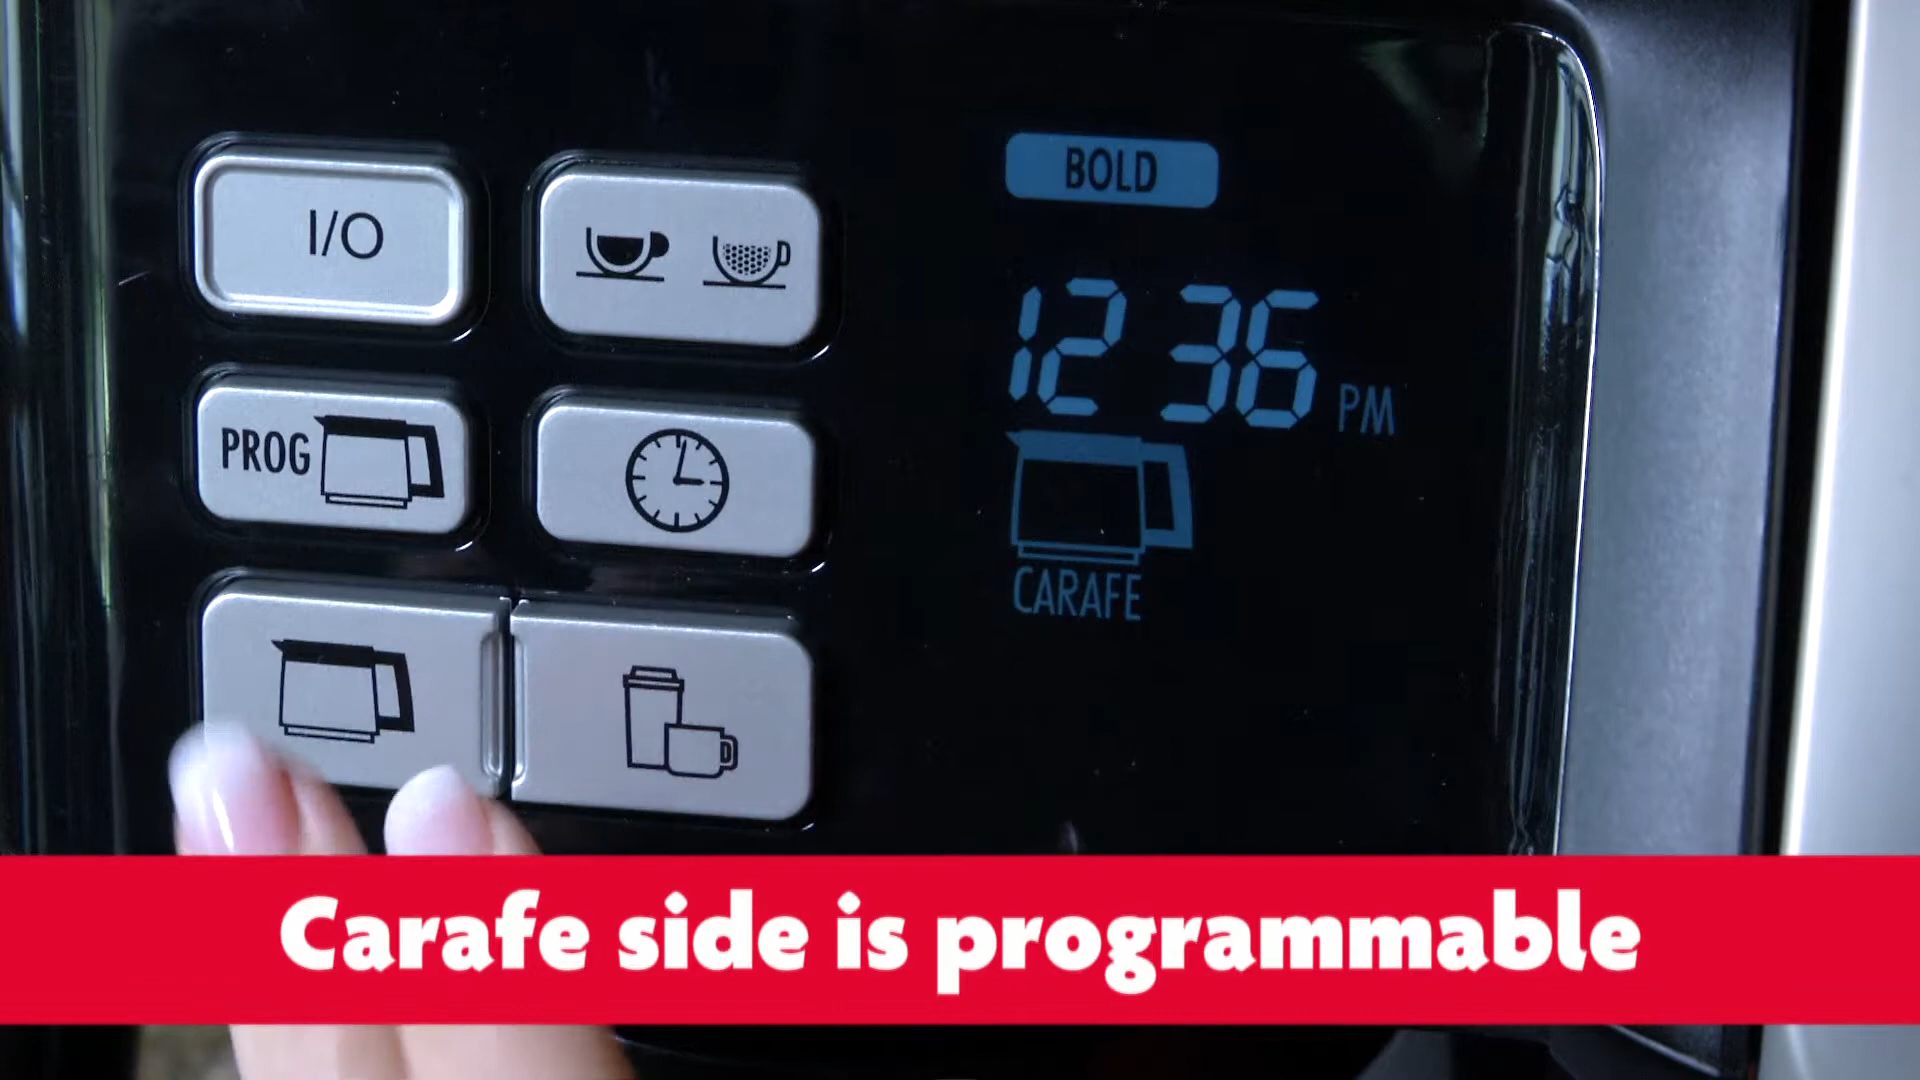 I/O
BOLD
12 36 PM
PROG
CARAFE
Carafe side is programmable